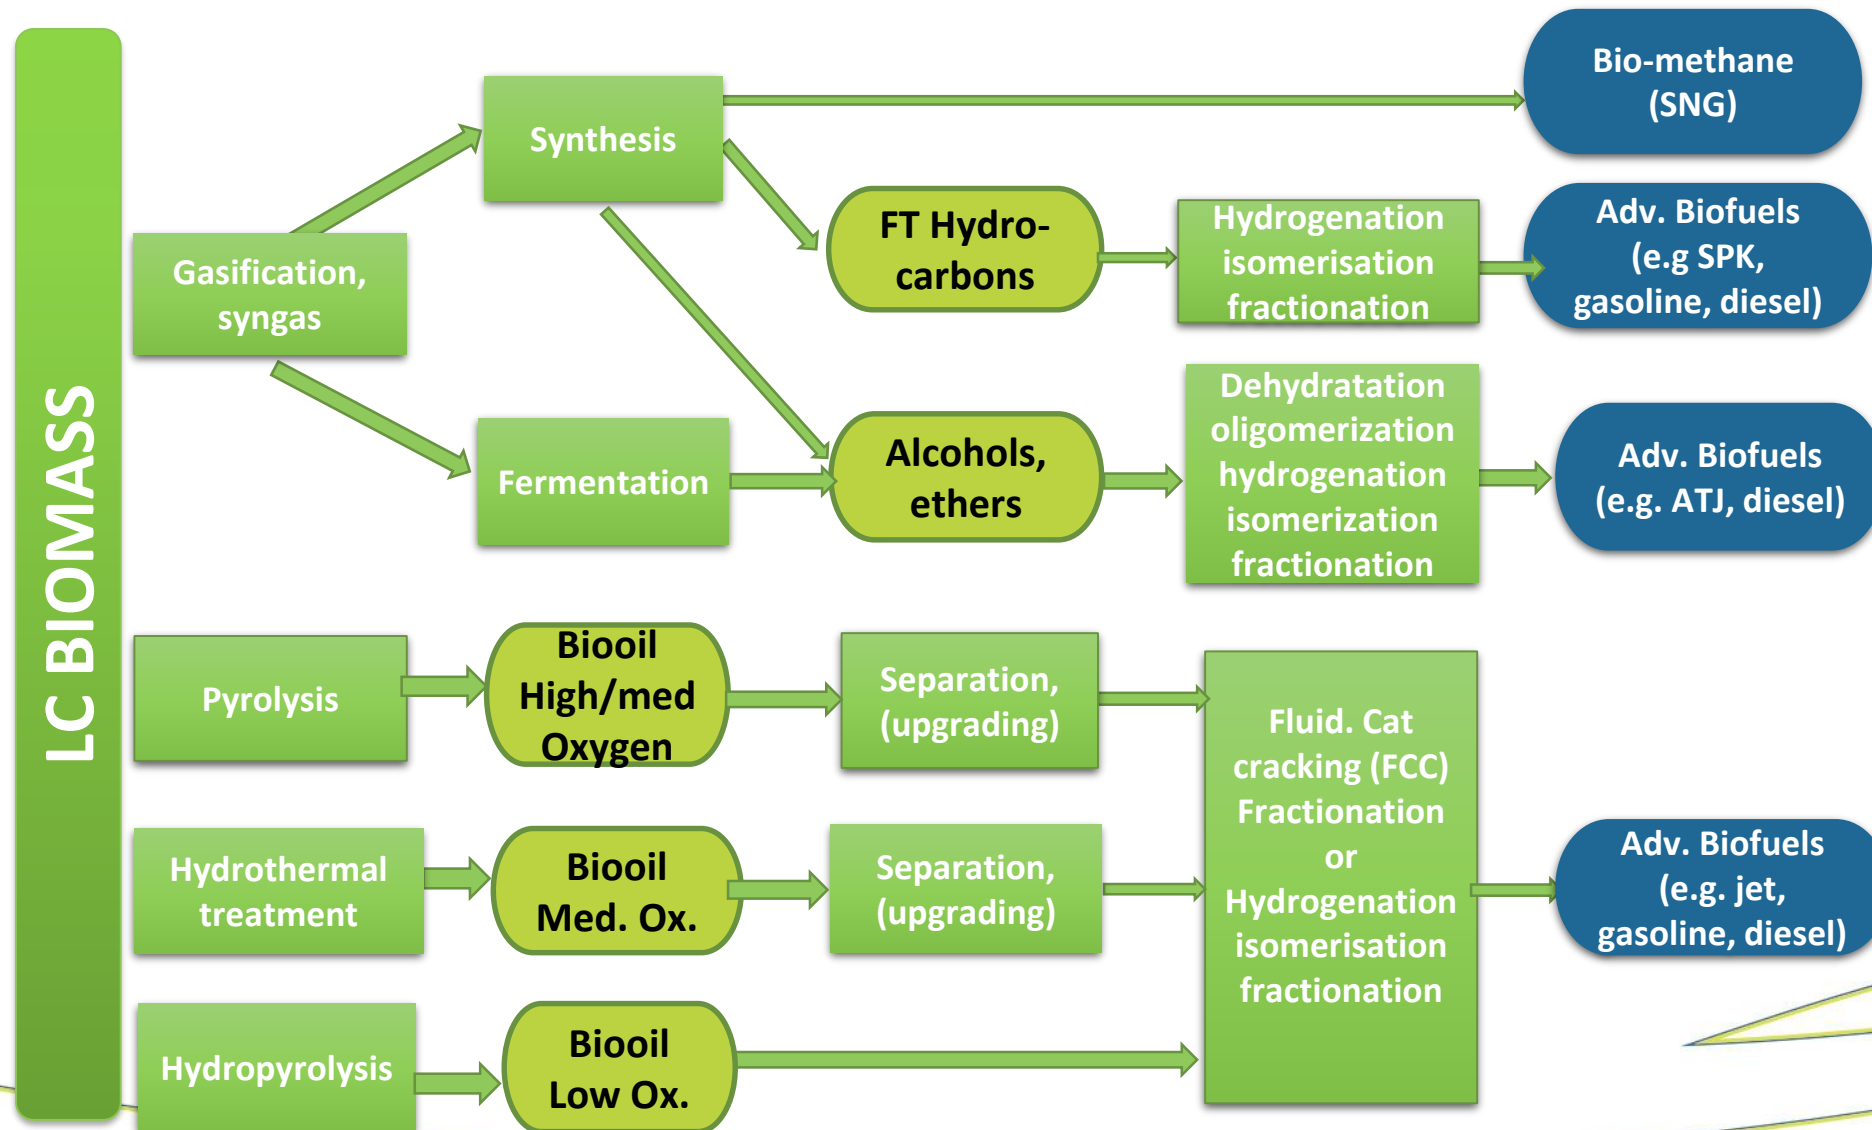 LC BIOMASS
Bio-methane
(SNG)
Synthesis
FT Hydro-
carbons
Hydrogenation
isomerisation
fractionation
Adv. Biofuels
(e.g SPK,
gasoline, diesel)
Gasification,
syngas
Fermentation
Alcohols,
ethers
Dehydratation
oligomerization
hydrogenation
isomerization
fractionation
Adv. Biofuels
(e.g. ATJ, diesel)
Pyrolysis
Biooil
High/med
Oxygen
Separation,
(upgrading)
Fluid. Cat
cracking (FCC)
Fractionation
or
Hydrogenation
isomerisation
fractionation
Hydrothermal
treatment
Biooil
Med. Ox.
Separation,
(upgrading)
Adv. Biofuels
(e.g. jet,
gasoline, diesel)
Hydropyrolysis
Biooil
Low Ox.